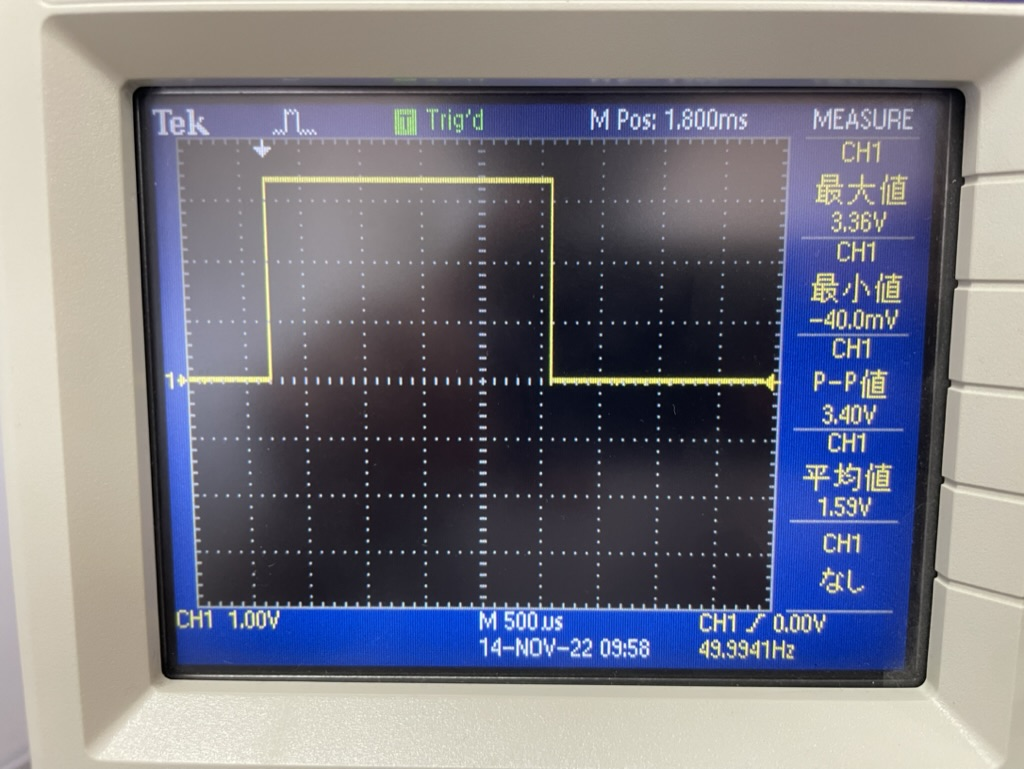 Tek T Trig'd M Pos: 1.800ms MEASURE
CH1
最大値
3.36V
CH1
最小値
-40.0mV
CH1
P-P値
3.40V
CH1
平均値
1.59V
CH1
なし
1
CH1 1.00V M 500us CH1 0.00V
14-NOV-22 09:58 49.9941Hz